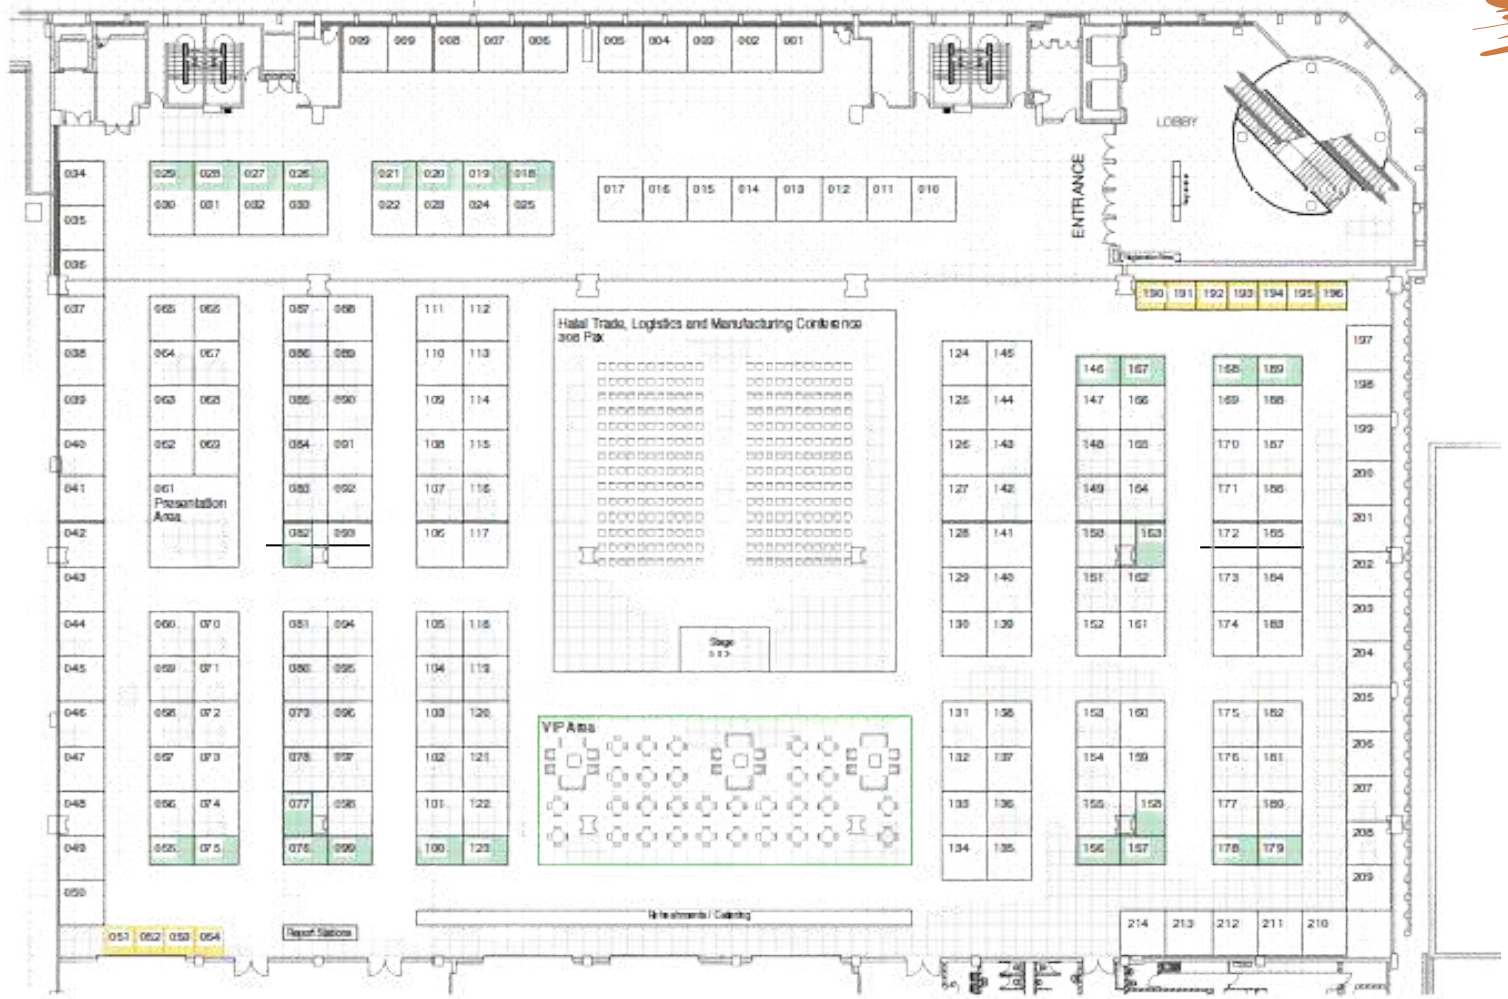 009 009 008 007 006 005 004 003 002 001
LOBBY
ENTRANCE
034 029 028 027 026 021 020 019 018
017 016 015 014 013 012 011 010
030 031 032 033 022 023 024 025
035
036
190 191 192 193 194 195 196
037 065 066 087 088 111 112
Halal Trade, Logistics and Manufacturing Conference
308 Pax
197
038 064 067 086 089 110 113 124 145
146 167 168 189
198
039 063 068 085 090 109 114 125 144 147 166 169 188
199
040 062 069 084 091 108 115 126 143 148 165 170 187
200
041 061 083 092 107 116 127 142 149 164 171 186
Presentation
Area
201
042 082 093 106 117 128 141 150 163 172 185
202
043 129 140 151 162 173 184
203
044 060 070 081 094 105 118 130 139 152 161 174 183
Stage
204
045 059 071 080 095 104 119
205
046 058 072 079 096 103 120 131 138 153 160 175 182
VIP Area
206
047 057 073 078 097 102 121 132 137 154 159 176 181
207
048 056 074 077 098 101 122 133 136 155 158 177 180
208
049 055 075 076 099 100 123 134 135 156 157 178 179
209
050
Refreshments / Catering
214 213 212 211 210
051 052 053 054
Report Stations